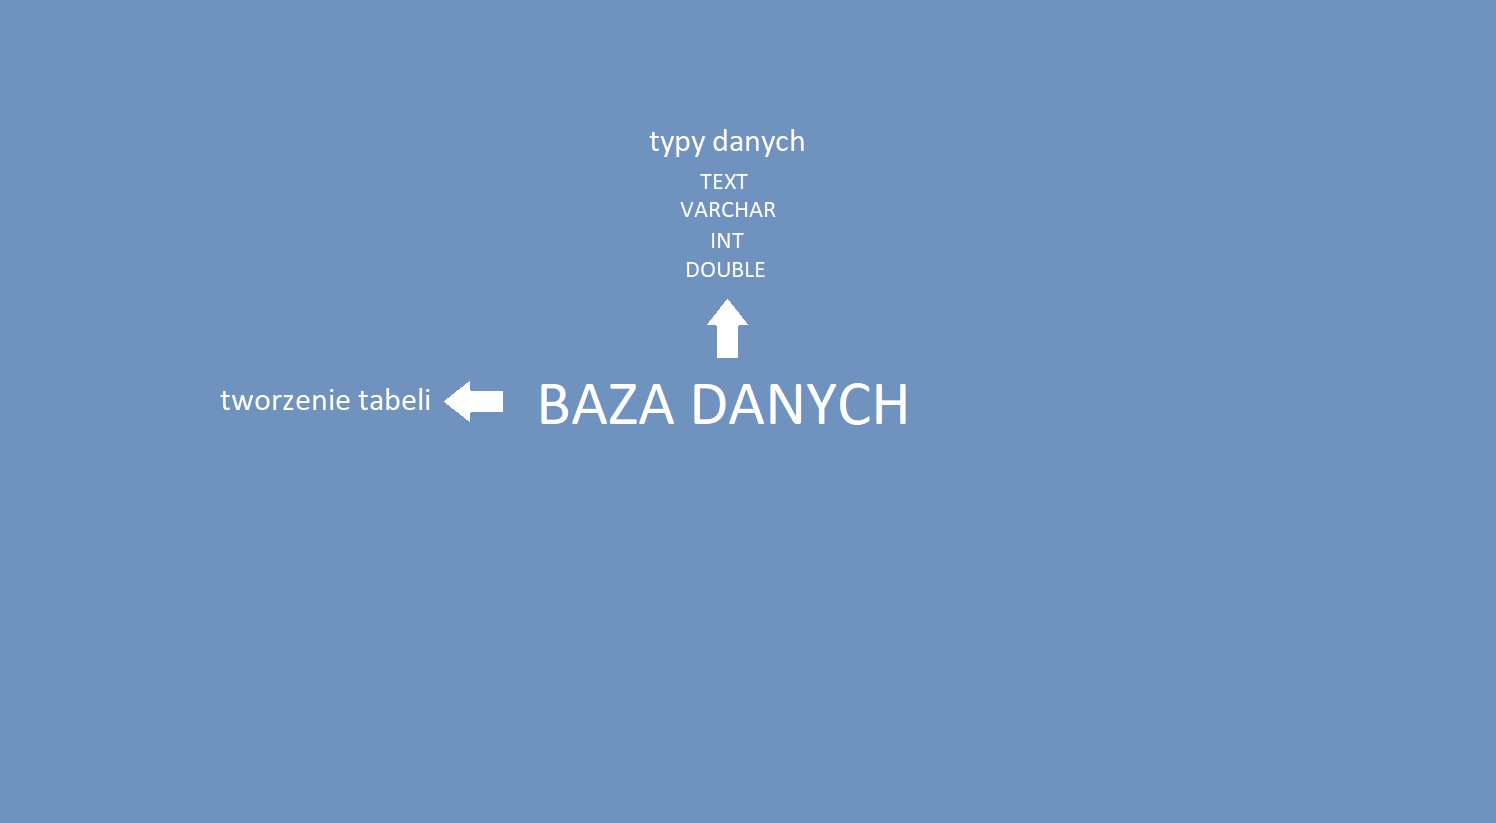 typy danych
TEXT
VARCHAR
INT
DOUBLE
tworzenie tabeli
BAZA DANYCH